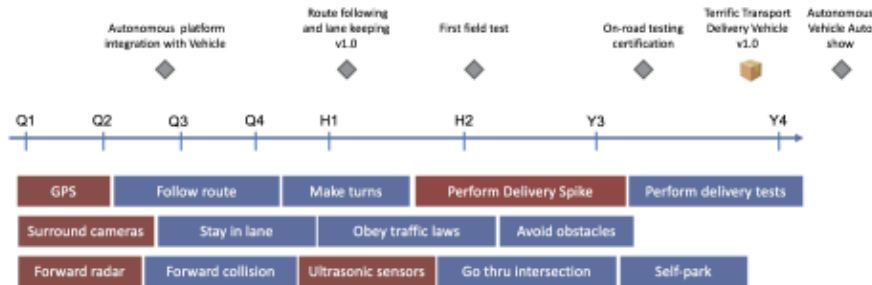 Autonomous platform
integration with Vehicle
Route following
and lane keeping
v1.0
First field test
On-road testing
certification
Terrific Transport
Delivery Vehicle
v1.0
Autonomous
Vehicle Auto
show
Q1 Q2 Q3 Q4 H1 H2 Y3 Y4
GPS Follow route Make turns Perform Delivery Spike Perform delivery tests
Surround cameras Stay in lane Obey traffic laws Avoid obstacles
Forward radar Forward collision Ultrasonic sensors Go thru intersection Self-park